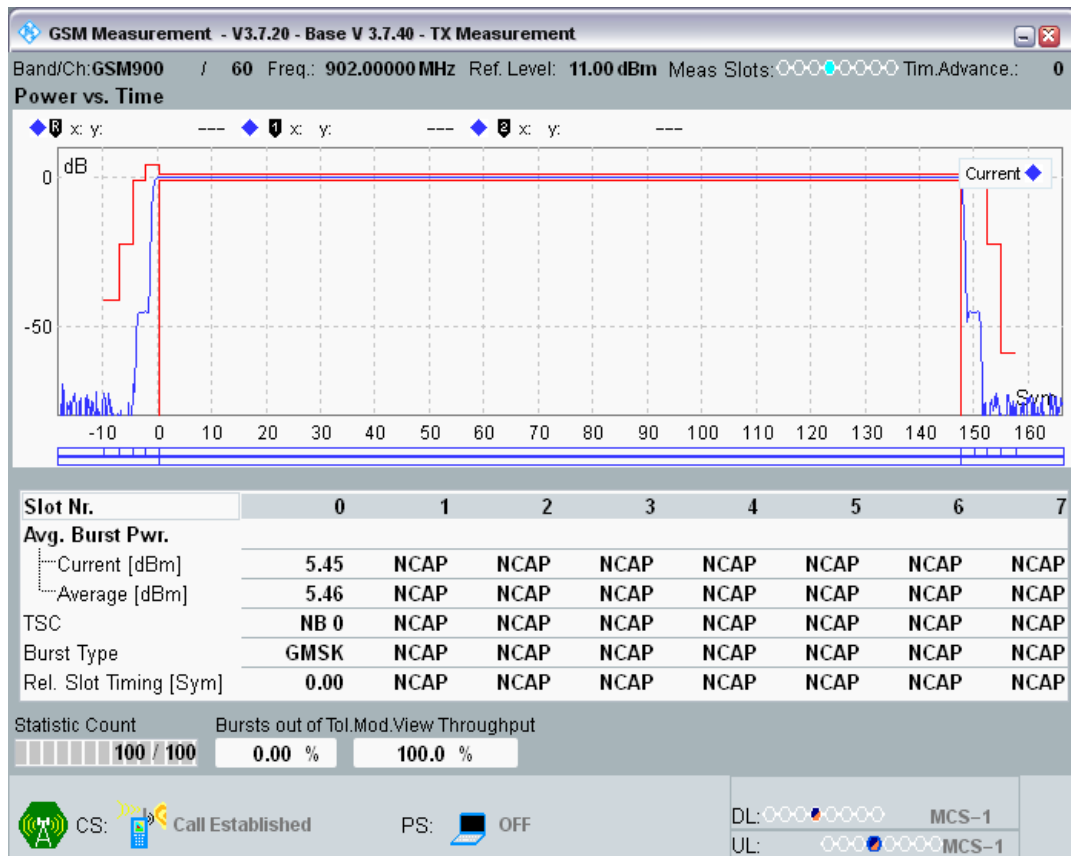 GSM Measurement - V3.7.20 - Base V 3.7.40 - TX Measurement
Band/Ch:GSM900 / 60 Freq.: 902.00000 MHz Ref. Level: 11.00 dBm Meas Slots: Tim.Advance.: 0
Power vs. Time
R x: y: --- 1 x: y: --- 2 x: y: ---
dB
Current
0
-50
Sym
-10 0 10 20 30 40 50 60 70 80 90 100 110 120 130 140 150 160
Slot Nr. 0 1 2 3 4 5 6 7
Avg. Burst Pwr.
Current [dBm] 5.45 NCAP NCAP NCAP NCAP NCAP NCAP NCAP
Average [dBm] 5.46 NCAP NCAP NCAP NCAP NCAP NCAP NCAP
TSC NB 0 NCAP NCAP NCAP NCAP NCAP NCAP NCAP
Burst Type GMSK NCAP NCAP NCAP NCAP NCAP NCAP NCAP
Rel. Slot Timing [Sym] 0.00 NCAP NCAP NCAP NCAP NCAP NCAP NCAP
Statistic Count Bursts out of Tol.Mod.View Throughput
100 / 100 0.00 % 100.0 %
CS: Call Established PS: OFF
DL: MCS-1
UL: MCS-1